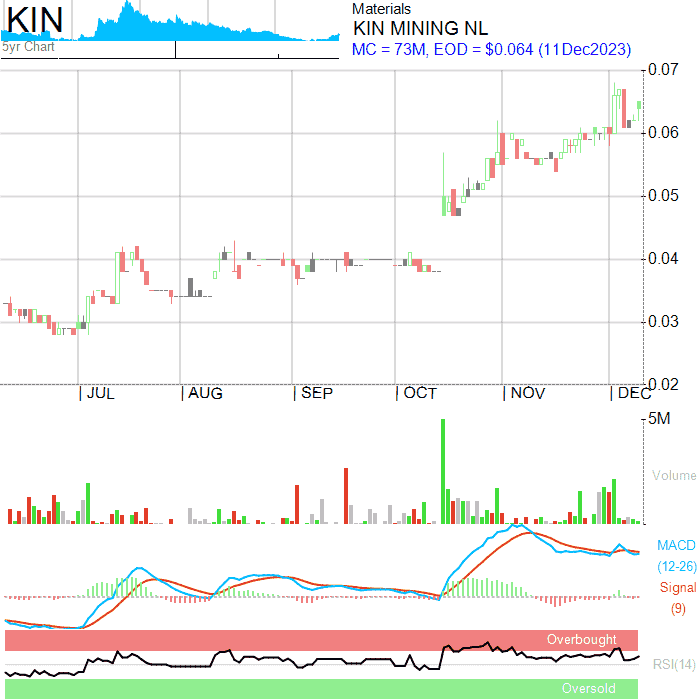 KIN
5yr Chart
Materials
KIN MINING NL
MC = 73M, EOD = $0.064 (11Dec2023)
0.07
0.06
0.05
0.04
0.03
0.02
JUL AUG SEP OCT NOV DEC
5M
Volume
MACD
(12-26)
Signal
(9)
Overbought
RSI(14)
Oversold